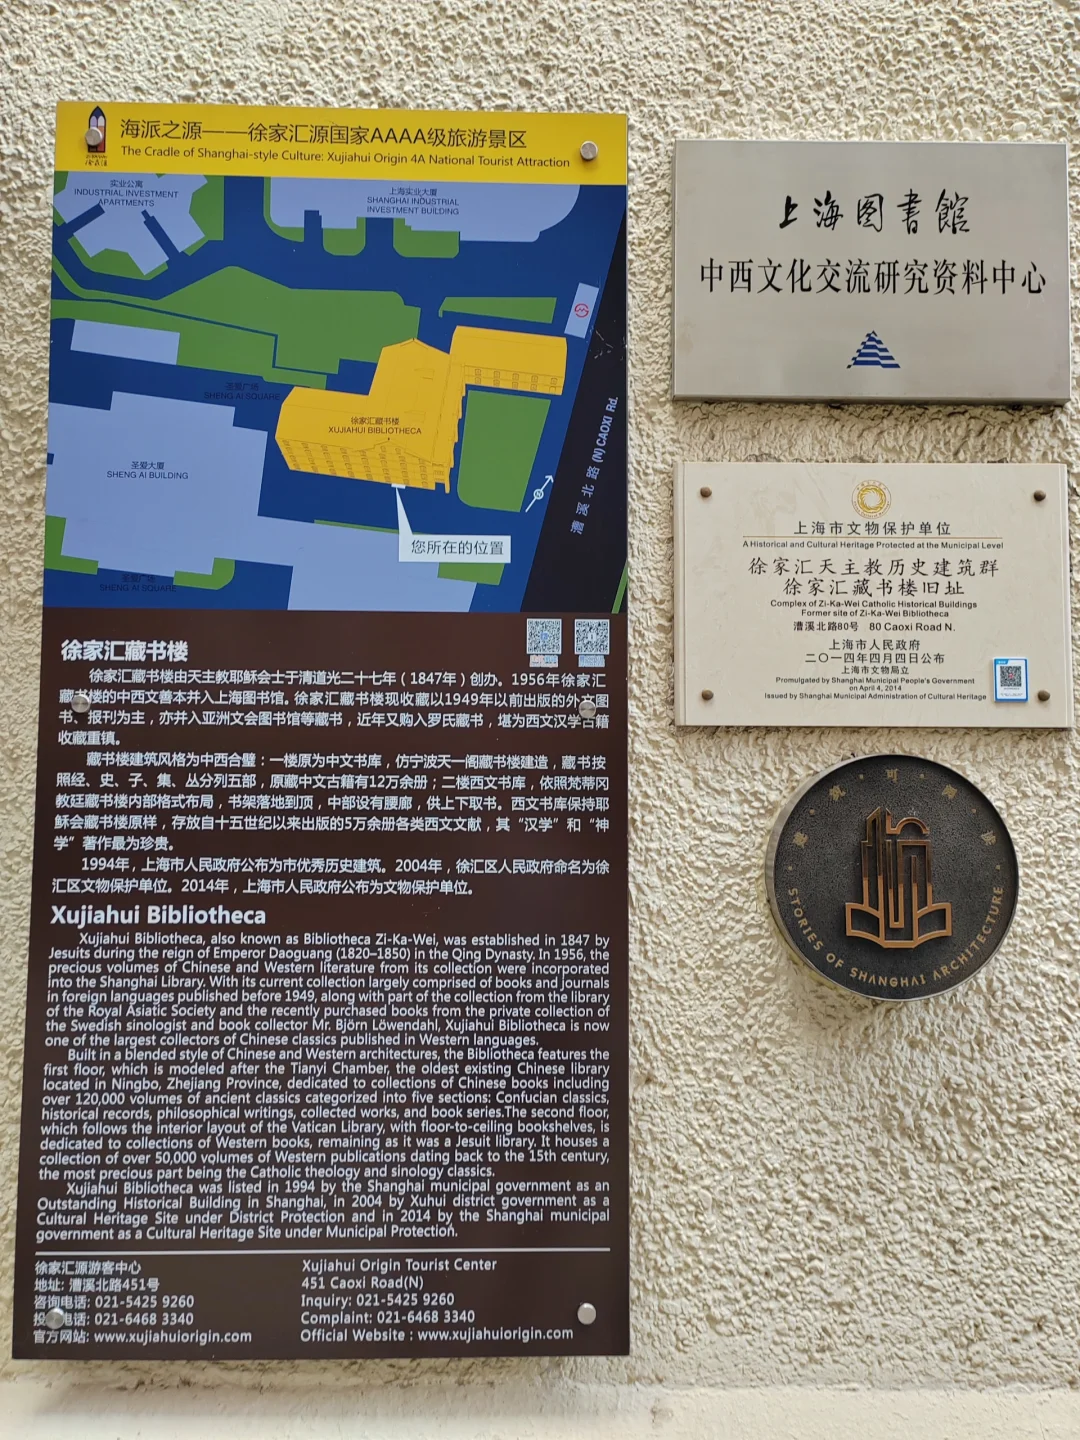 海派之源——徐家汇源国家AAAA级旅游景区
The Cradle of Shanghai-style Culture: Xujiahui Origin 4A National Tourist Attraction
实业公寓
INDUSTRIAL INVESTMENT
APARTMENTS
上海实业大厦
SHANGHAI INDUSTRIAL
INVESTMENT BUILDING
圣爱广场
SHENG AI SQUARE
徐家汇藏书楼
XUJIAHUI BIBLIOTHECA
圣爱大厦
SHENG AI BUILDING
漕溪北路(N)CAOXI Rd.
您所在的位置
圣爱广场
SHENG AI SQUARE
徐家汇藏书楼
徐家汇藏书楼由天主教耶稣会士于清道光二十七年（1847年）创办。1956年徐家汇
藏书楼的中西文善本并入上海图书馆。徐家汇藏书楼现收藏以1949年以前出版的外文图
书、报刊为主，亦并入亚洲文会图书馆等藏书，近年又购入罗氏藏书，堪为西文汉学古籍
收藏重镇。
藏书楼建筑风格为中西合璧：一楼原为中文书库，仿宁波天一阁藏书楼建造，藏书按
照经、史、子、集、丛分列五部，原藏中文古籍有12万余册；二楼西文书库，依照梵蒂冈
教廷藏书楼内部格式布局，书架落地到顶，中部设有腰廊，供上下取书。西文书库保持耶
稣会藏书楼原样，存放自十五世纪以来出版的5万余册各类西文文献，其“汉学”和“神
学”著作最为珍贵。
1994年，上海市人民政府公布为市优秀历史建筑。2004年，徐汇区人民政府命名为徐
汇区文物保护单位。2014年，上海市人民政府公布为文物保护单位。
Xujiahui Bibliotheca
Xujiahui Bibliotheca, also known as Bibliotheca Zi-Ka-Wei, was established in 1847 by
Jesuits during the reign of Emperor Daoguang (1820–1850) in the Qing Dynasty. In 1956, the
precious volumes of Chinese and Western literature from its collection were incorporated
into the Shanghai Library. With its current collection largely comprised of books and journals
in foreign languages published before 1949, along with part of the collection from the library
of the Royal Asiatic Society and the recently purchased books from the private collection of
the Swedish sinologist and book collector Mr. Björn Löwendahl, Xujiahui Bibliotheca is now
one of the largest collectors of Chinese classics published in Western languages.
Built in a blended style of Chinese and Western architectures, the Bibliotheca features the
first floor, which is modeled after the Tianyi Chamber, the oldest existing Chinese library
located in Ningbo, Zhejiang Province, dedicated to collections of Chinese books including
over 120,000 volumes of ancient classics categorized into five sections: Confucian classics,
historical records, philosophical writings, collected works, and book series.The second floor,
which follows the interior layout of the Vatican Library, with floor-to-ceiling bookshelves, is
dedicated to collections of Western books, remaining as it was a Jesuit library. It houses a
collection of over 50,000 volumes of Western publications dating back to the 15th century,
the most precious part being the Catholic theology and sinology classics.
Xujiahui Bibliotheca was listed in 1994 by the Shanghai municipal government as an
Outstanding Historical Building in Shanghai, in 2004 by Xuhui district government as a
Cultural Heritage Site under District Protection and in 2014 by the Shanghai municipal
government as a Cultural Heritage Site under Municipal Protection.
徐家汇源游客中心
地址: 漕溪北路451号
咨询电话: 021-5425 9260
投诉电话: 021-6468 3340
官方网站: www.xujiahuiorigin.com
Xujiahui Origin Tourist Center
451 Caoxi Road(N)
Inquiry: 021-5425 9260
Complaint: 021-6468 3340
Official Website : www.xujiahuiorigin.com
上海图書館
中西文化交流研究资料中心
上海市文物保护单位
A Historical and Cultural Heritage Protected at the Municipal Level
徐家汇天主教历史建筑群
徐家汇藏书楼旧址
Complex of Zi-Ka-Wei Catholic Historical Buildings
Former site of Zi-Ka-Wei Bibliotheca
漕溪北路80号 80 Caoxi Road N.
上海市人民政府
二〇一四年四月四日公布
上海市文物局立
Promulgated by Shanghai Municipal People's Government
on April 4, 2014
Issued by Shanghai Municipal Administration of Cultural Heritage
建筑可阅读
STORIES OF SHANGHAI ARCHITECTURE